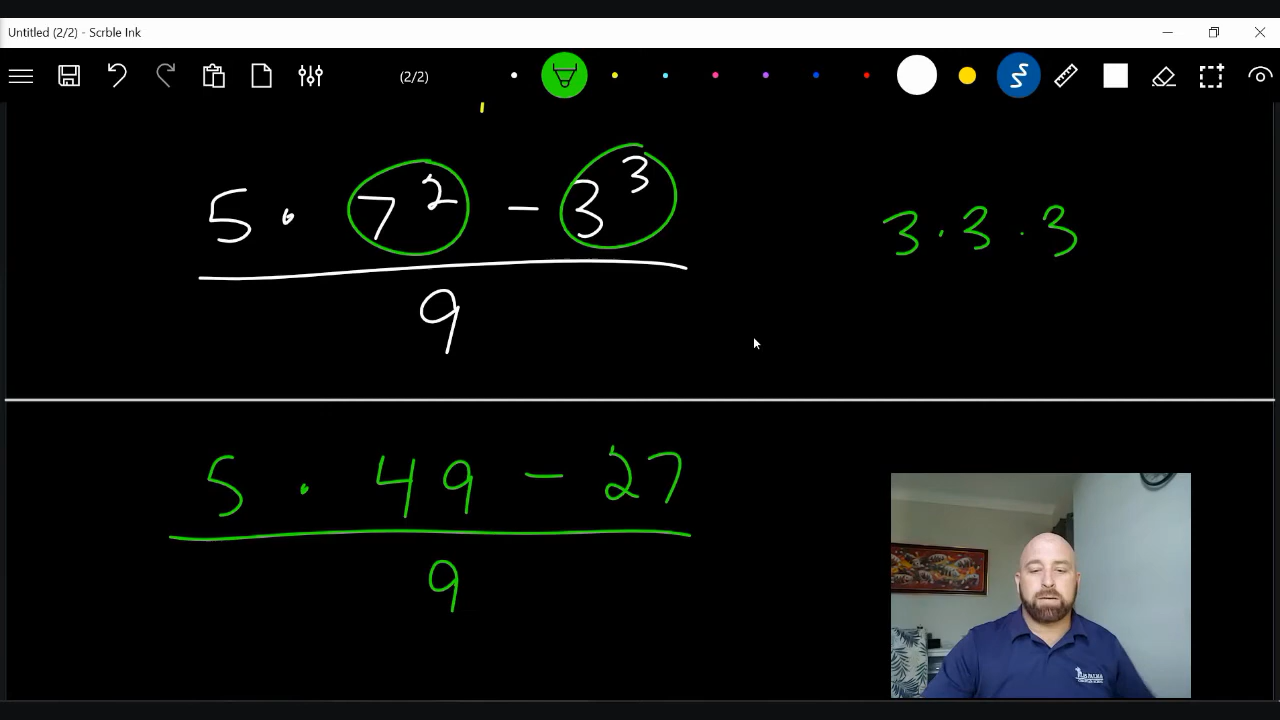 Untitled (2/2) - Scrble Ink
(2/2)
5 · 7² - 3³
9
3 · 3 · 3
5 · 49 - 27
9